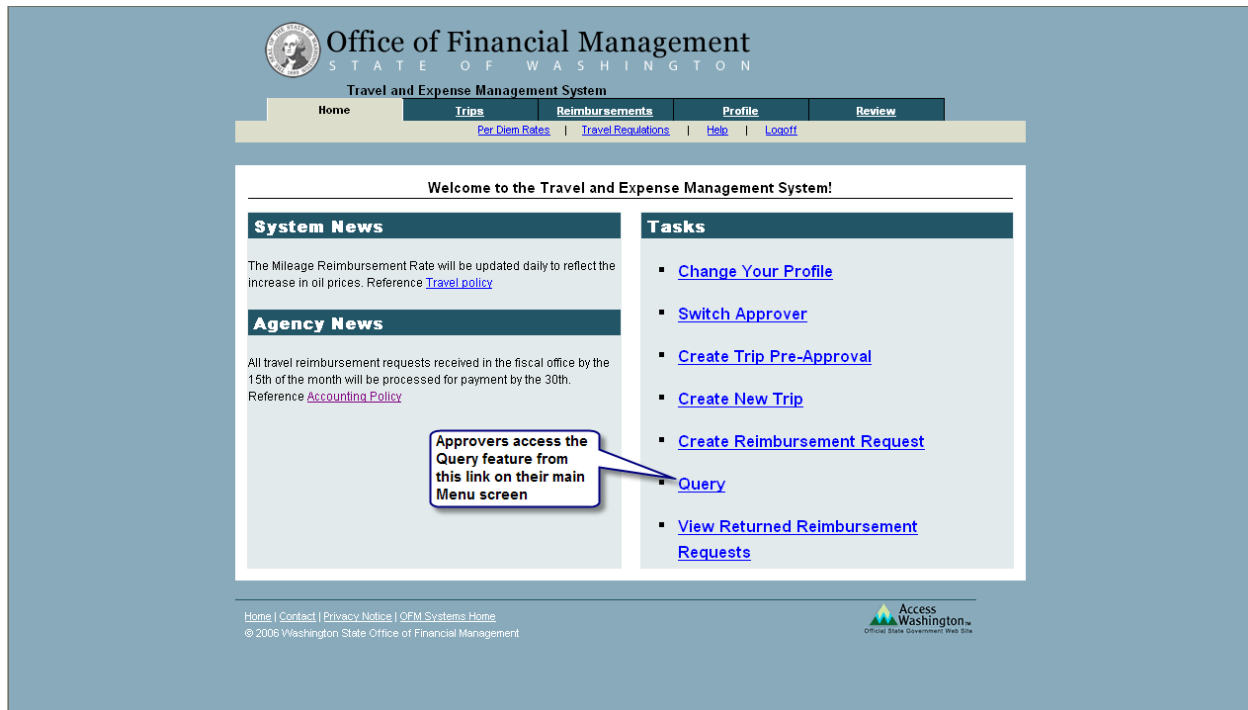 Office of Financial Management
STATE OF WASHINGTON
Travel and Expense Management System
Home Trips Reimbursements Profile Review
Per Diem Rates | Travel Regulations | Help | Logoff
Welcome to the Travel and Expense Management System!
System News
The Mileage Reimbursement Rate will be updated daily to reflect the
increase in oil prices. Reference Travel policy
Agency News
All travel reimbursement requests received in the fiscal office by the
15th of the month will be processed for payment by the 30th.
Reference Accounting Policy
Approvers access the
Query feature from
this link on their main
Menu screen
Tasks
Change Your Profile
Switch Approver
Create Trip Pre-Approval
Create New Trip
Create Reimbursement Request
Query
View Returned Reimbursement
Requests
Home | Contact | Privacy Notice | OFM Systems Home
© 2006 Washington State Office of Financial Management
Access
Washington™
Official State Government Web Site